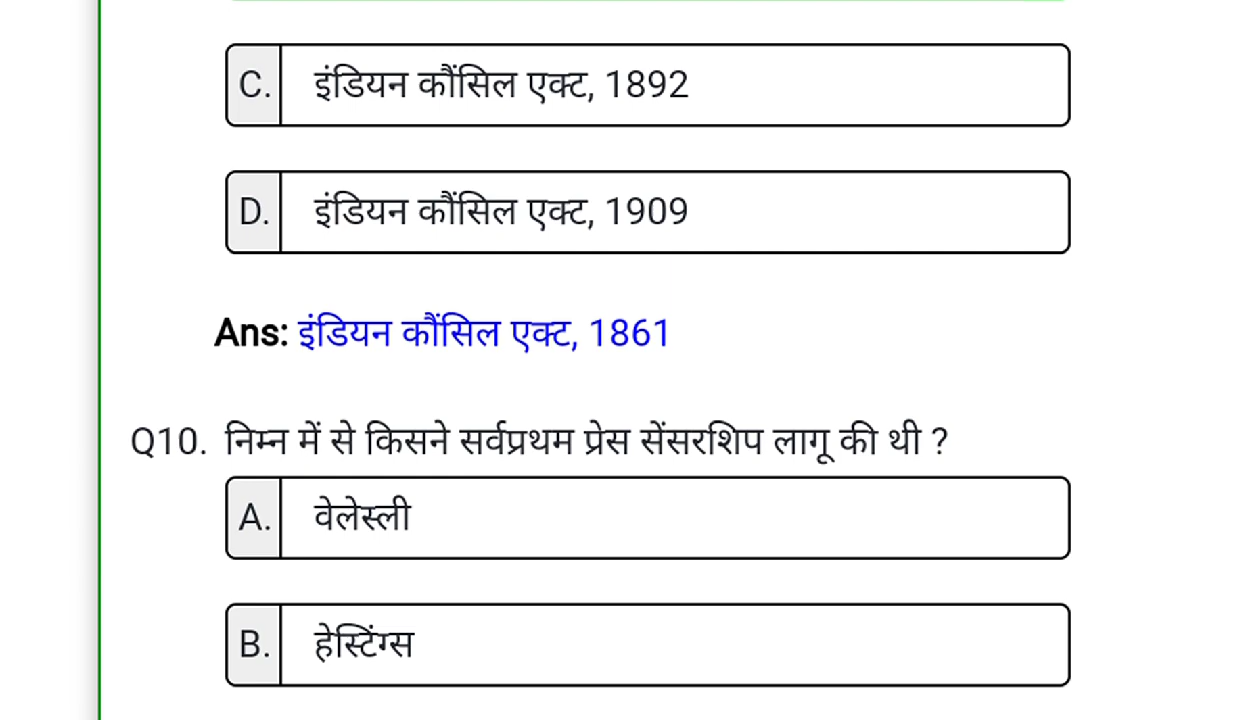 C. इंडियन कौंसिल एक्ट, 1892
D. इंडियन कौंसिल एक्ट, 1909
Ans: इंडियन कौंसिल एक्ट, 1861
Q10. निम्न में से किसने सर्वप्रथम प्रेस सेंसरशिप लागू की थी ?
A. वेलेस्ली
B. हेस्टिंग्स